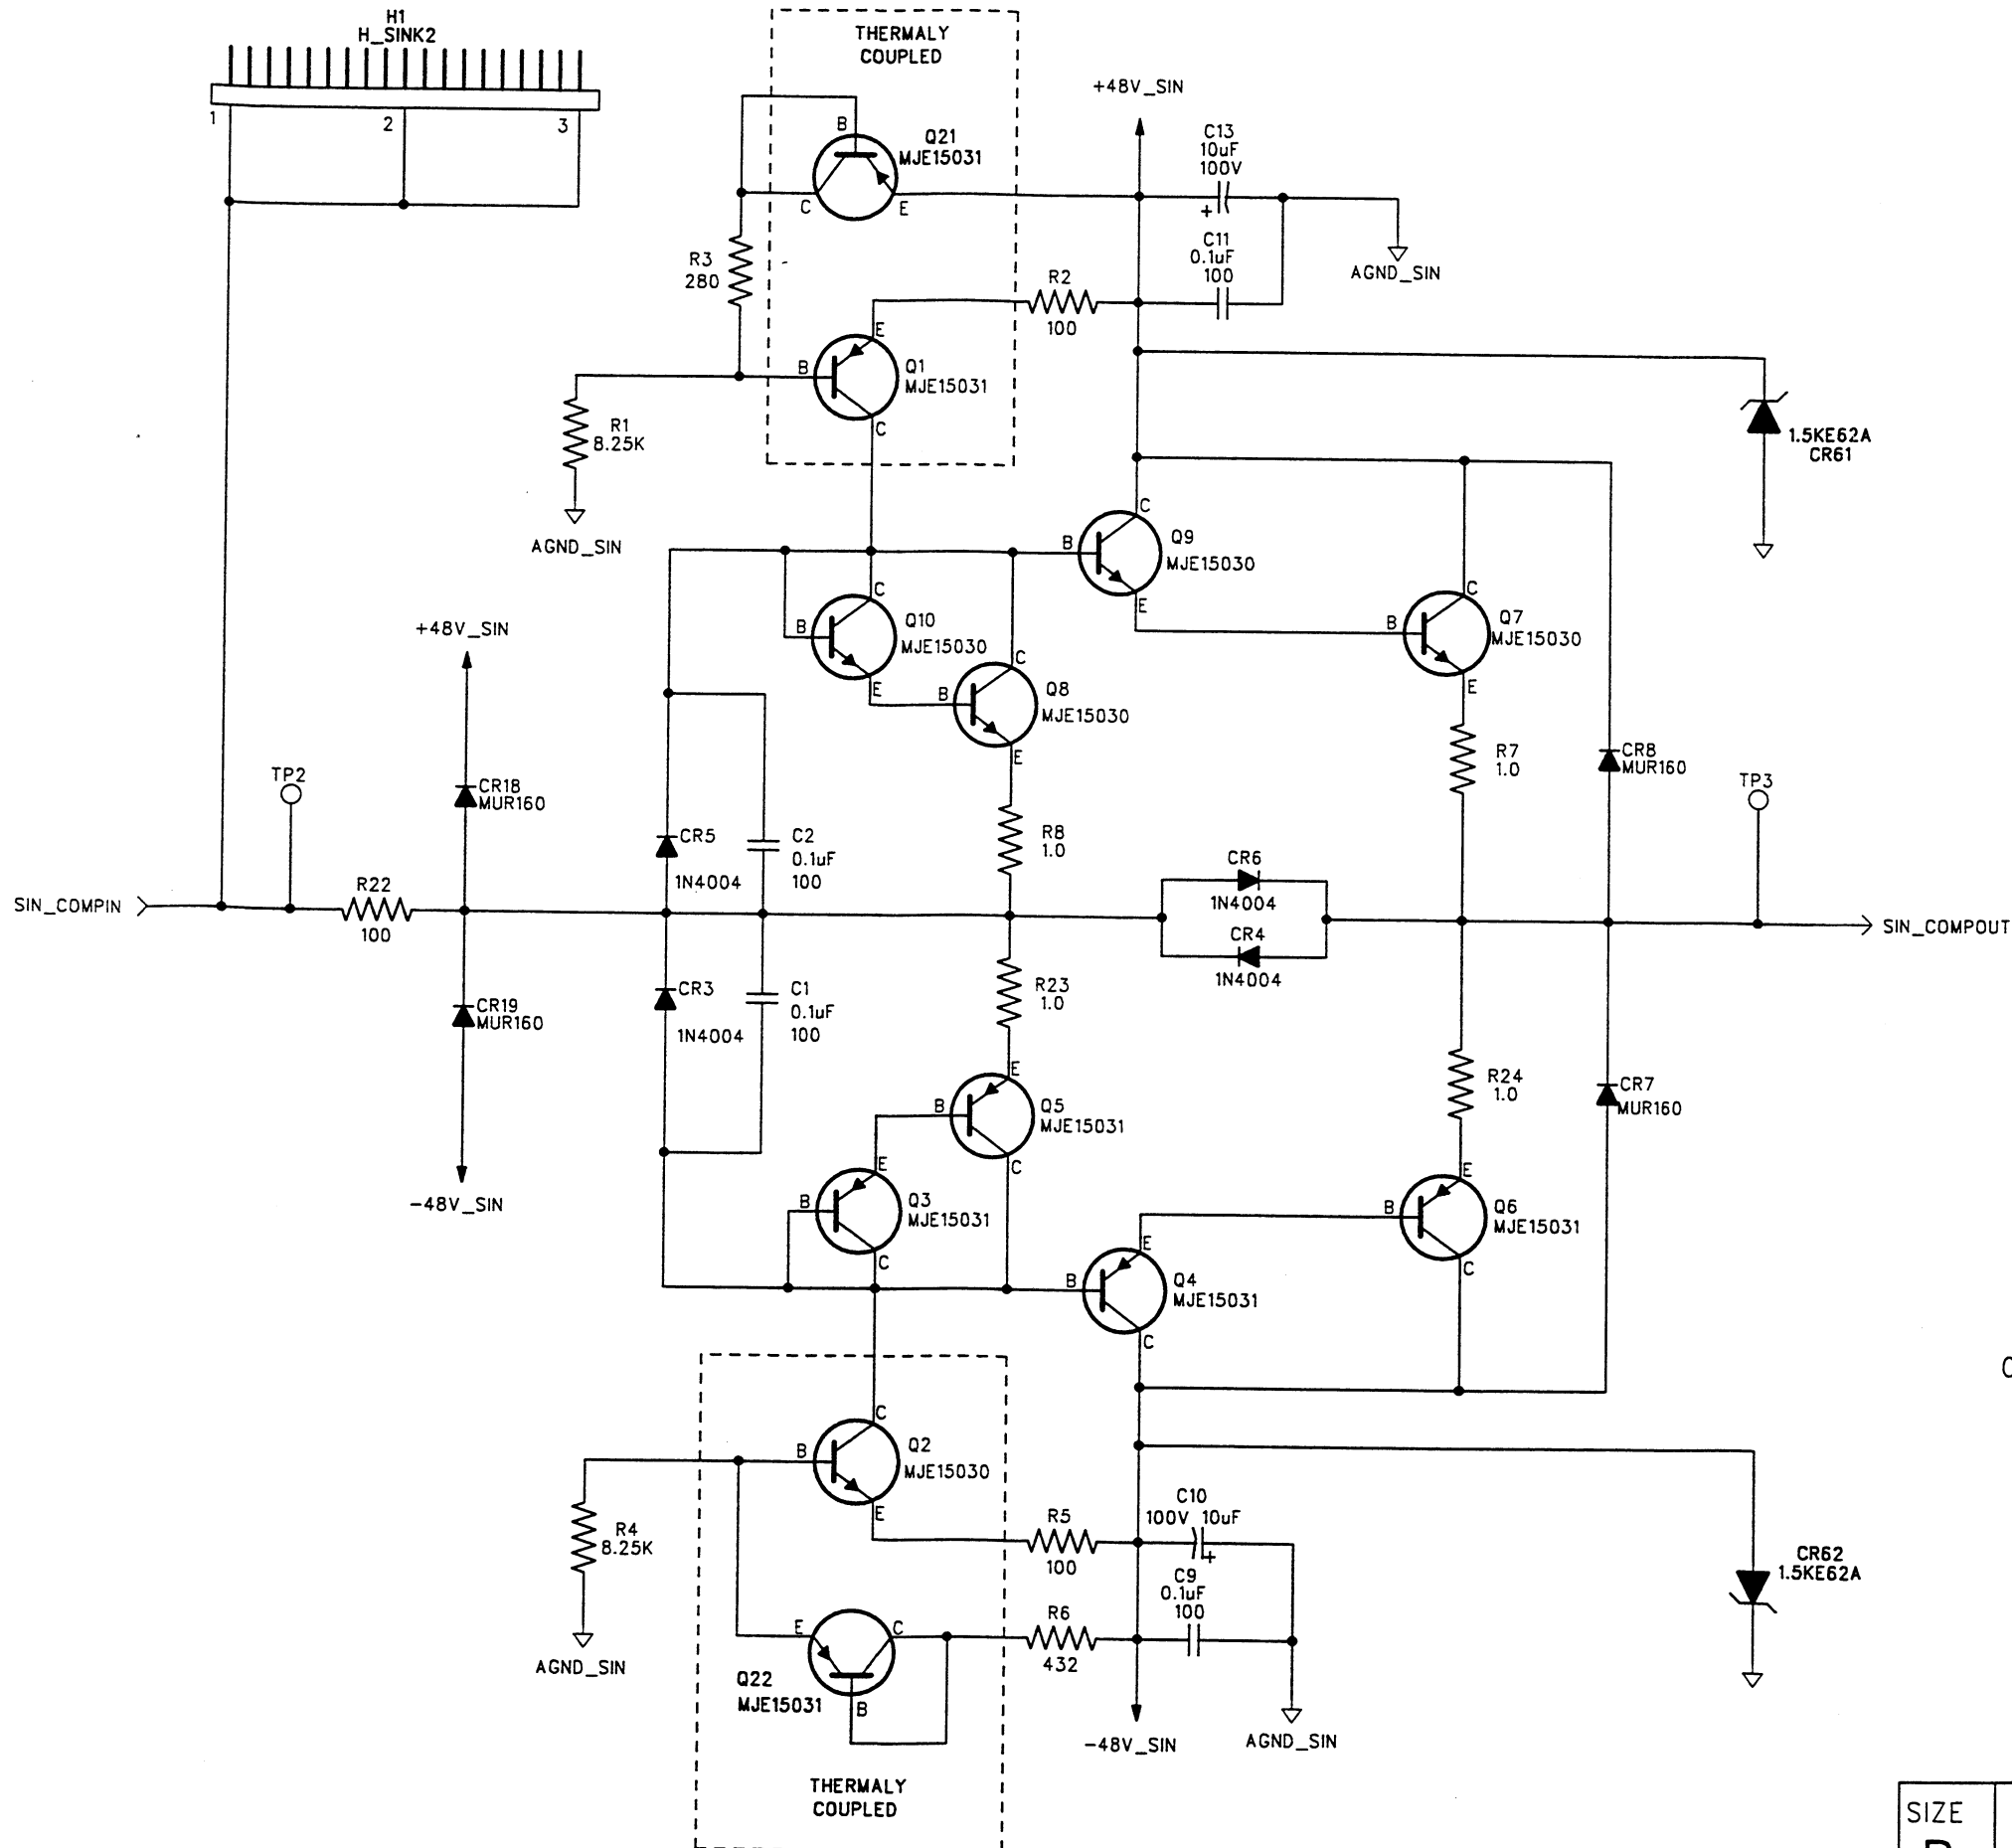 H1
H_SINK2
1
2
3
THERMALY
COUPLED
+48V_SIN
B
Q21
MJE15031
C
E
C13
10uF
100V
+
C11
0.1uF
100
AGND_SIN
R3
280
R2
100
E
B
Q1
MJE15031
C
R1
8.25K
AGND_SIN
1.5KE62A
CR61
C
B
Q9
MJE15030
E
C
B
Q10
MJE15030
E
C
B
Q8
MJE15030
E
C
B
Q7
MJE15030
E
+48V_SIN
R7
1.0
CR8
MUR160
TP2
CR18
MUR160
TP3
CR5
1N4004
C2
0.1uF
100
R8
1.0
SIN_COMPIN
R22
100
CR6
1N4004
CR4
1N4004
SIN_COMPOUT
CR19
MUR160
CR3
1N4004
C1
0.1uF
100
R23
1.0
R24
1.0
CR7
MUR160
-48V_SIN
E
B
Q5
MJE15031
C
E
B
Q3
MJE15031
C
E
B
Q6
MJE15031
C
E
B
Q4
MJE15031
C
C
B
Q2
MJE15030
E
R4
8.25K
AGND_SIN
R5
100
C10
100V 10uF
+
C9
0.1uF
100
R6
432
E
C
Q22
MJE15031
B
CR62
1.5KE62A
-48V_SIN
AGND_SIN
THERMALY
COUPLED
SIZE